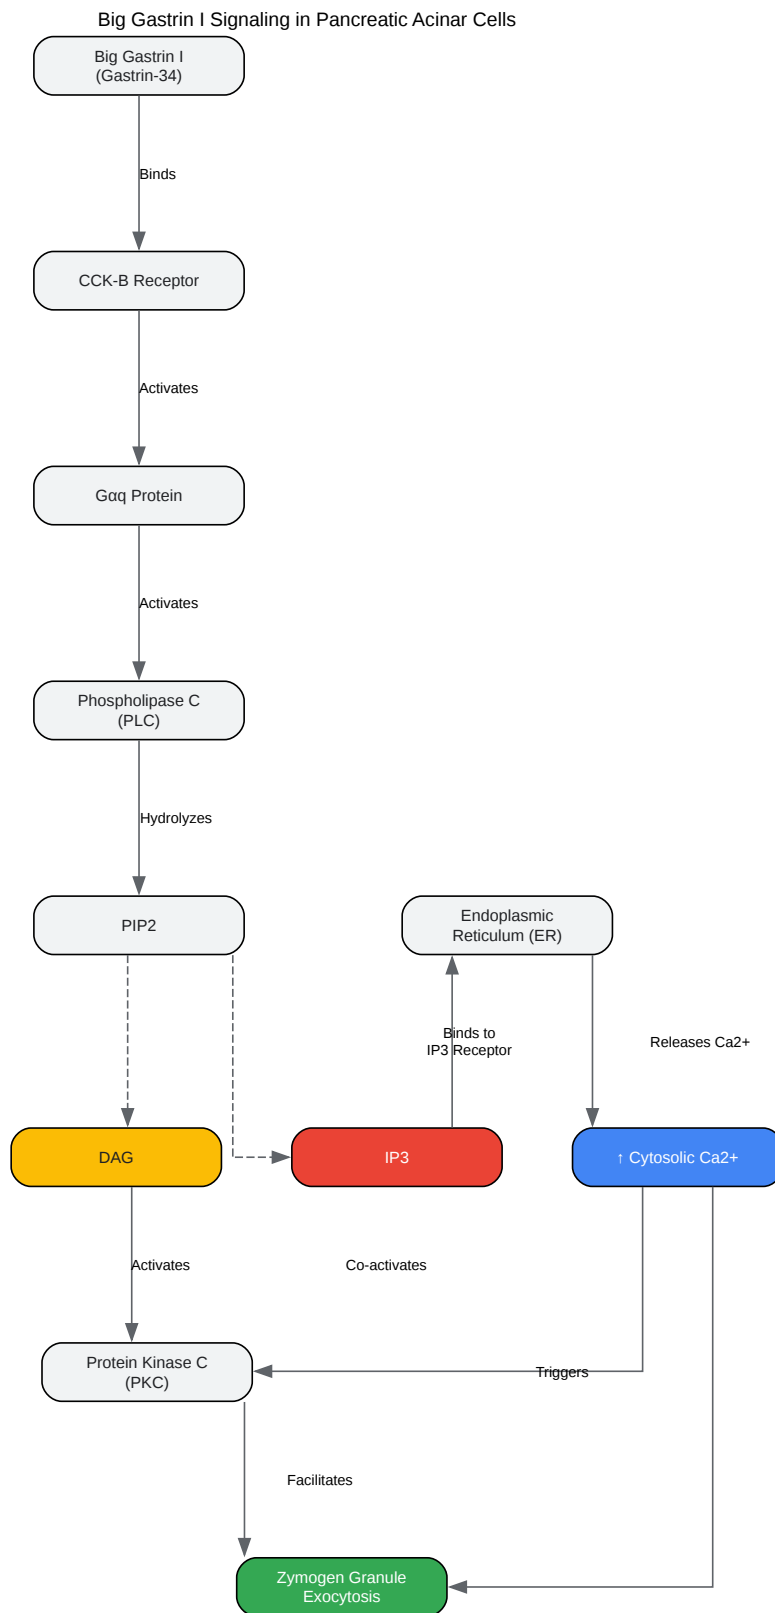 Big Gastrin I Signaling in Pancreatic Acinar Cells
Big Gastrin I
(Gastrin-34)
Binds
CCK-B Receptor
Activates
Gαq Protein
Activates
Phospholipase C
(PLC)
Hydrolyzes
PIP2
Endoplasmic
Reticulum (ER)
Binds to
IP3 Receptor
Releases Ca2+
DAG
IP3
↑ Cytosolic Ca2+
Activates
Co-activates
Protein Kinase C
(PKC)
Triggers
Facilitates
Zymogen Granule
Exocytosis